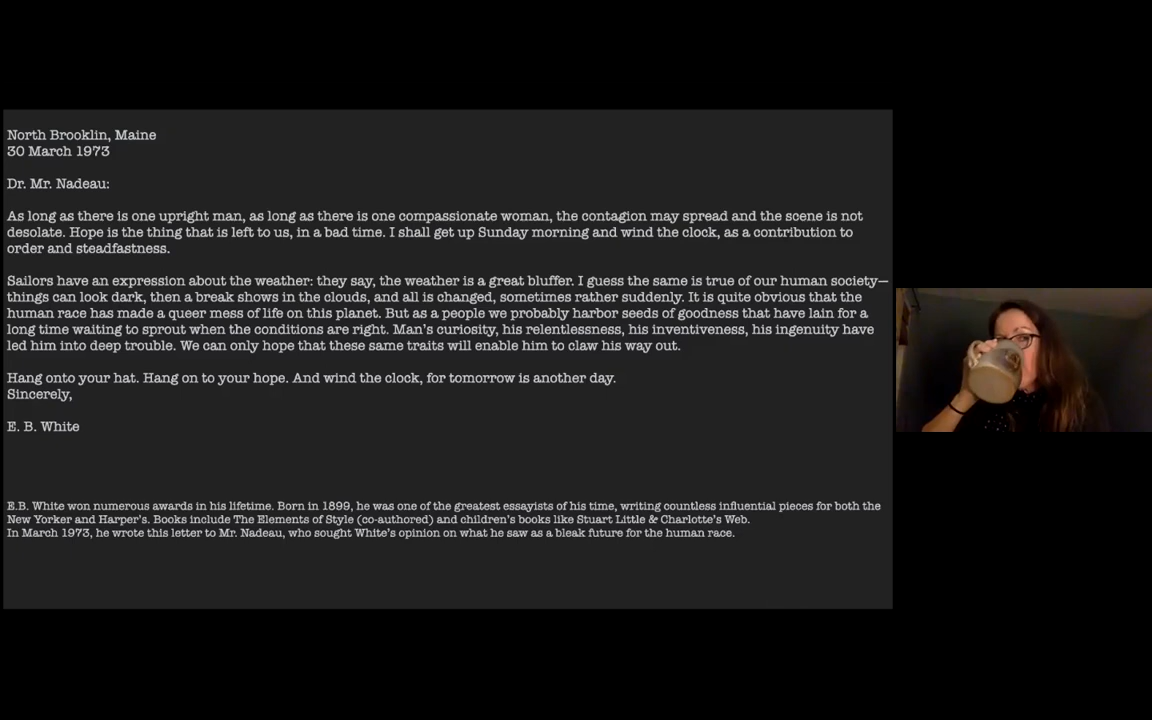 North Brooklin, Maine
30 March 1973
Dr. Mr. Nadeau:
As long as there is one upright man, as long as there is one compassionate woman, the contagion may spread and the scene is not
desolate. Hope is the thing that is left to us, in a bad time. I shall get up Sunday morning and wind the clock, as a contribution to
order and steadfastness.
Sailors have an expression about the weather: they say, the weather is a great bluffer. I guess the same is true of our human society—
things can look dark, then a break shows in the clouds, and all is changed, sometimes rather suddenly. It is quite obvious that the
human race has made a queer mess of life on this planet. But as a people we probably harbor seeds of goodness that have lain for a
long time waiting to sprout when the conditions are right. Man's curiosity, his relentlessness, his inventiveness, his ingenuity have
led him into deep trouble. We can only hope that these same traits will enable him to claw his way out.
Hang onto your hat. Hang on to your hope. And wind the clock, for tomorrow is another day.
Sincerely,
E. B. White
E.B. White won numerous awards in his lifetime. Born in 1899, he was one of the greatest essayists of his time, writing countless influential pieces for both the
New Yorker and Harper's. Books include The Elements of Style (co-authored) and children's books like Stuart Little & Charlotte's Web.
In March 1973, he wrote this letter to Mr. Nadeau, who sought White's opinion on what he saw as a bleak future for the human race.